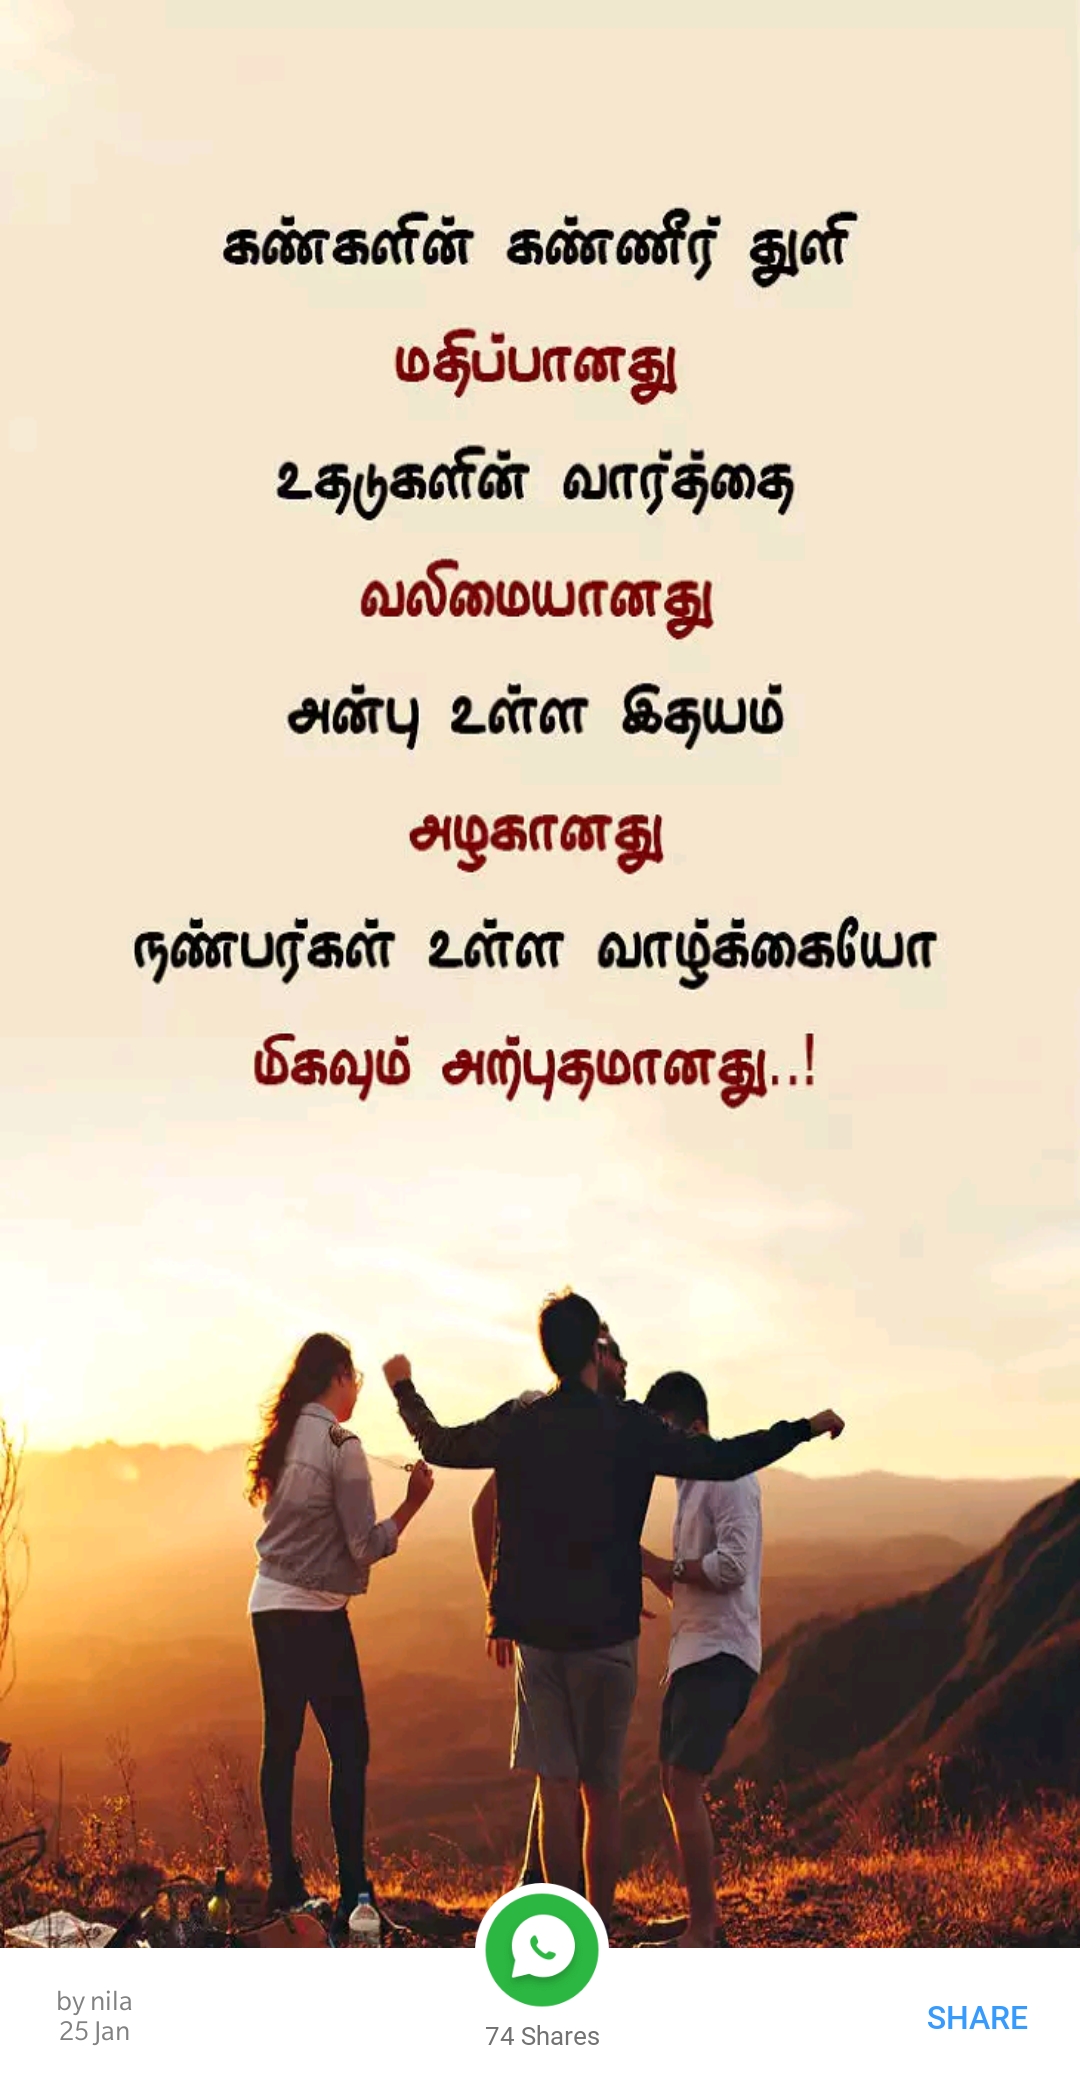 கண்களின் கண்ணீர் துளி
மதிப்பானது
உதடுகளின் வார்த்தை
வலிமையானது
அன்பு உள்ள இதயம்
அழகானது
நண்பர்கள் உள்ள வாழ்க்கையோ
மிகவும் அற்புதமானது..!
by nila
25 Jan
74 Shares
SHARE